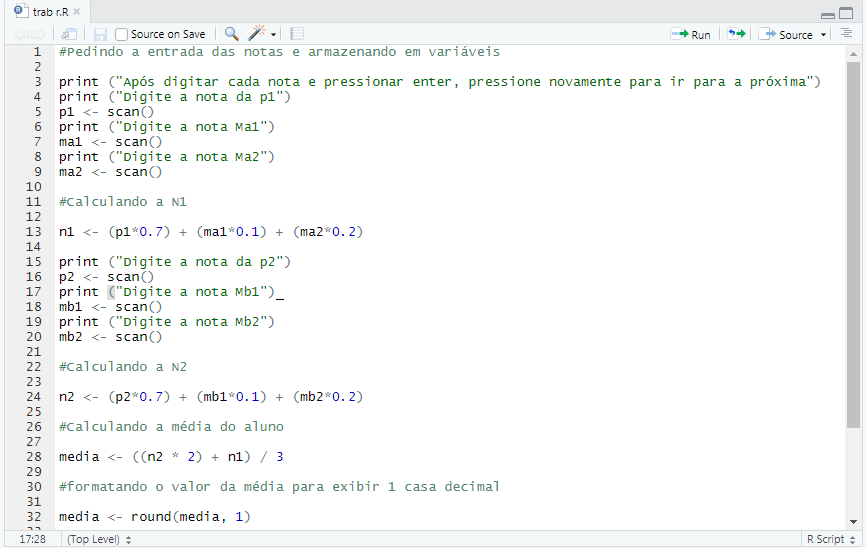 trab r.R
Source on Save Run Source
1 #Pedindo a entrada das notas e armazenando em variáveis
2
3 print ("Após digitar cada nota e pressionar enter, pressione novamente para ir para a próxima")
4 print ("Digite a nota da p1")
5 p1 <- scan()
6 print ("Digite a nota Ma1")
7 ma1 <- scan()
8 print ("Digite a nota Ma2")
9 ma2 <- scan()
10
11 #Calculando a N1
12
13 n1 <- (p1*0.7) + (ma1*0.1) + (ma2*0.2)
14
15 print ("Digite a nota da p2")
16 p2 <- scan()
17 print ("Digite a nota Mb1")
18 mb1 <- scan()
19 print ("Digite a nota Mb2")
20 mb2 <- scan()
21
22 #Calculando a N2
23
24 n2 <- (p2*0.7) + (mb1*0.1) + (mb2*0.2)
25
26 #Calculando a média do aluno
27
28 media <- ((n2 * 2) + n1) / 3
29
30 #formatando o valor da média para exibir 1 casa decimal
31
32 media <- round(media, 1)
17:28 (Top Level) R Script